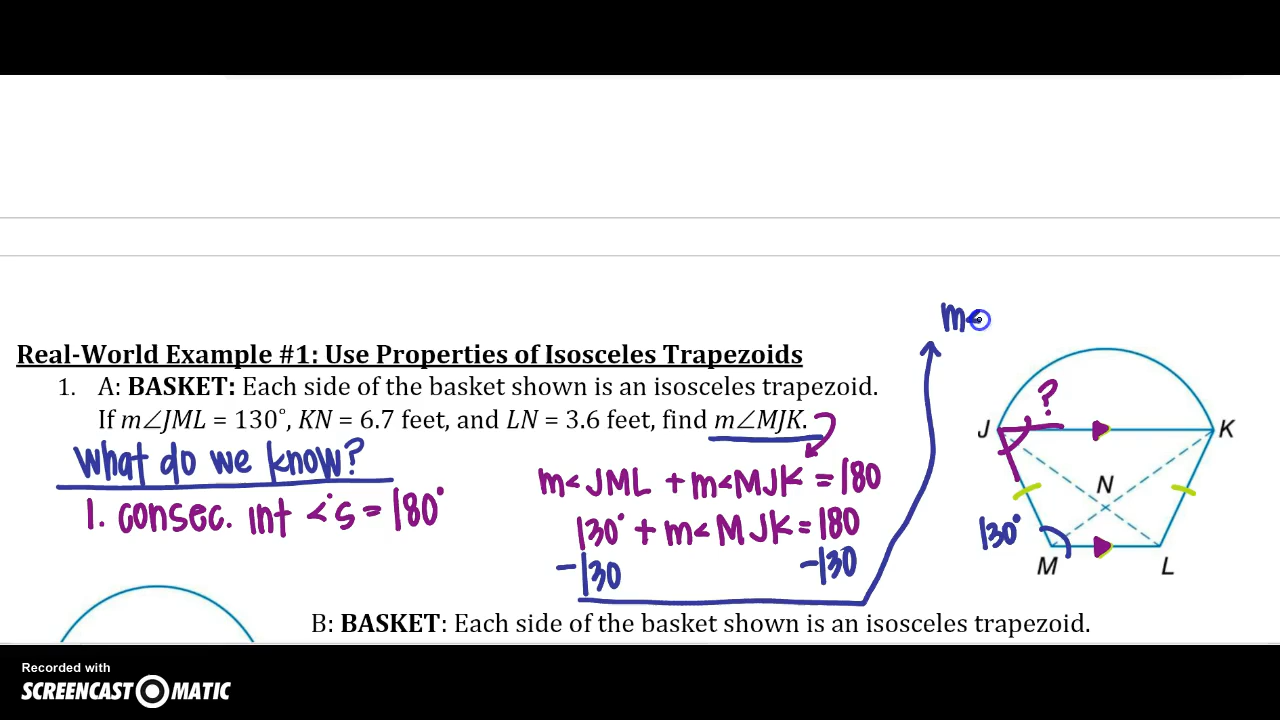 m<
Real-World Example #1: Use Properties of Isosceles Trapezoids
1. A: BASKET: Each side of the basket shown is an isosceles trapezoid.
If m∠JML = 130°, KN = 6.7 feet, and LN = 3.6 feet, find m∠MJK.
What do we know?
1. consec. int <'s = 180°
m< JML + m< MJK = 180
130° + m< MJK = 180
-130 -130
?
J K
N
130°
M L
B: BASKET: Each side of the basket shown is an isosceles trapezoid.
Recorded with
SCREENCAST MATIC